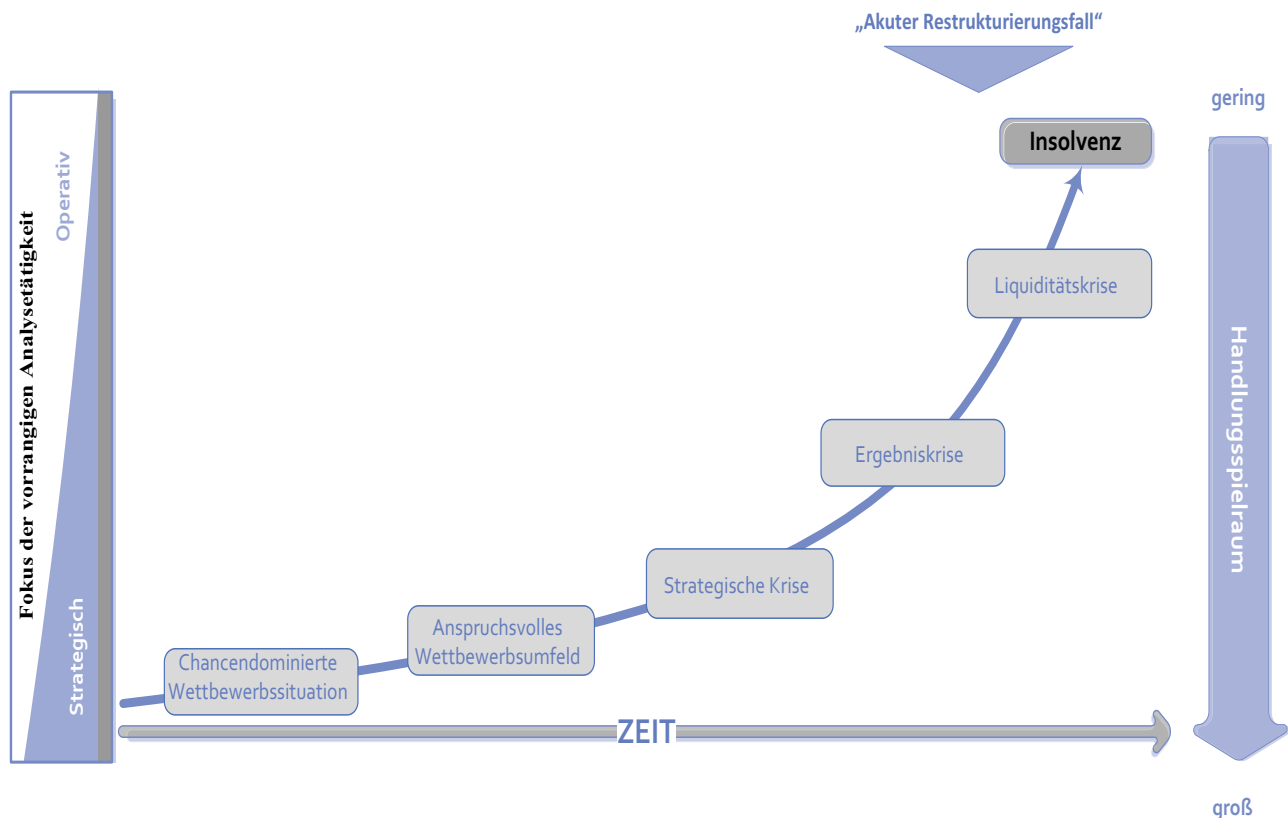 „Akuter Restrukturierungsfall“
gering
Insolvenz
Operativ
Fokus der vorrangigen Analysetätigkeit
Liquiditätskrise
Handlungsspielraum
Ergebniskrise
Strategische Krise
Anspruchsvolles
Wettbewerbsumfeld
Strategisch
Chancendominierte
Wettbewerbssituation
ZEIT
groß